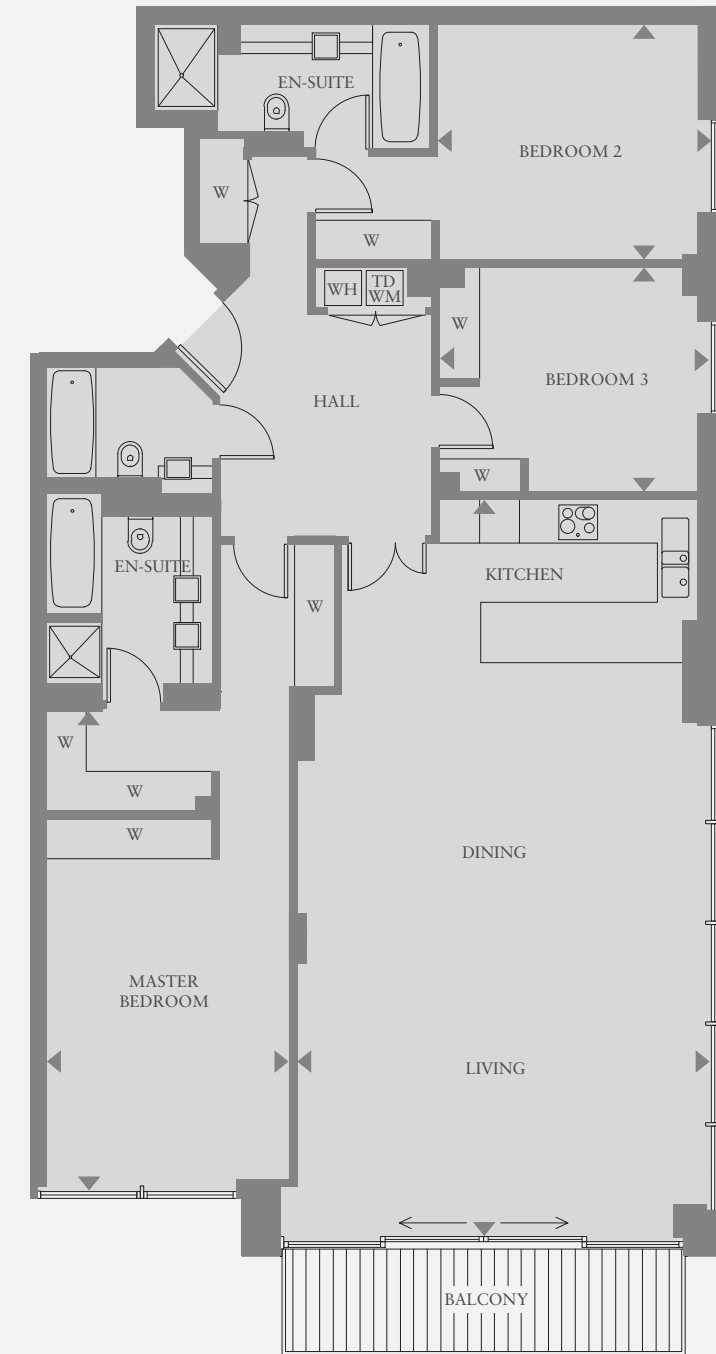 EN-SUITE
BEDROOM 2
W
W
WH
TD
WM
W
BEDROOM 3
HALL
W
KITCHEN
EN-SUITE
W
W
W
W
DINING
MASTER
BEDROOM
LIVING
BALCONY